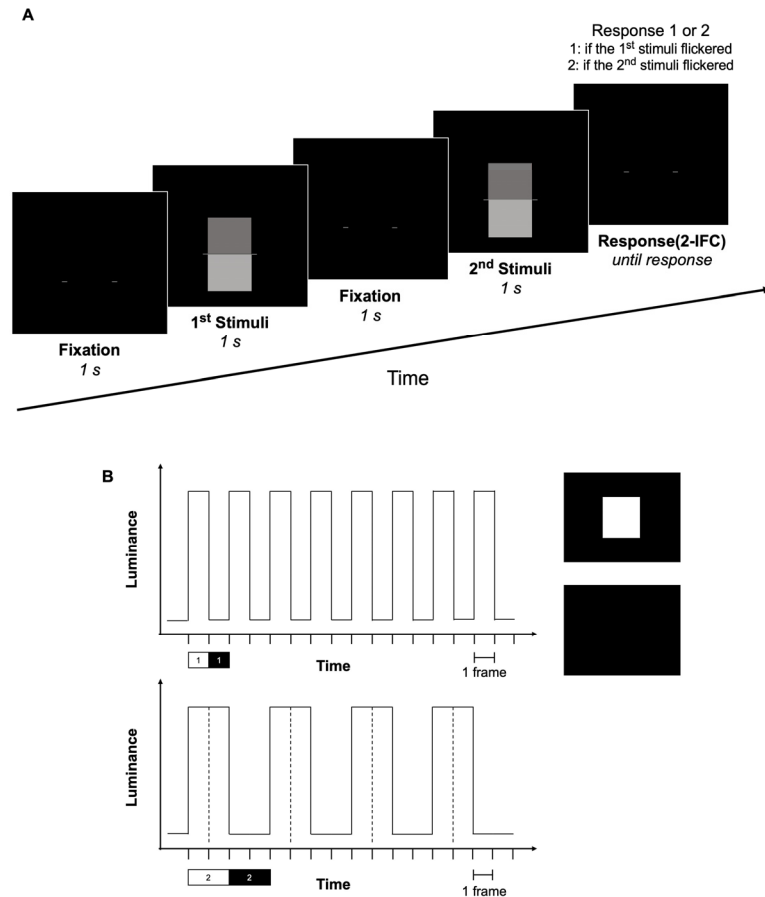 A
Response 1 or 2
1: if the 1st stimuli flickered
2: if the 2nd stimuli flickered
Response(2-IFC)
until response
2nd Stimuli
1 s
Fixation
1 s
1st Stimuli
1 s
Fixation
1 s
Time
B
Luminance
1 1
Time
1 frame
Luminance
2 2
Time
1 frame